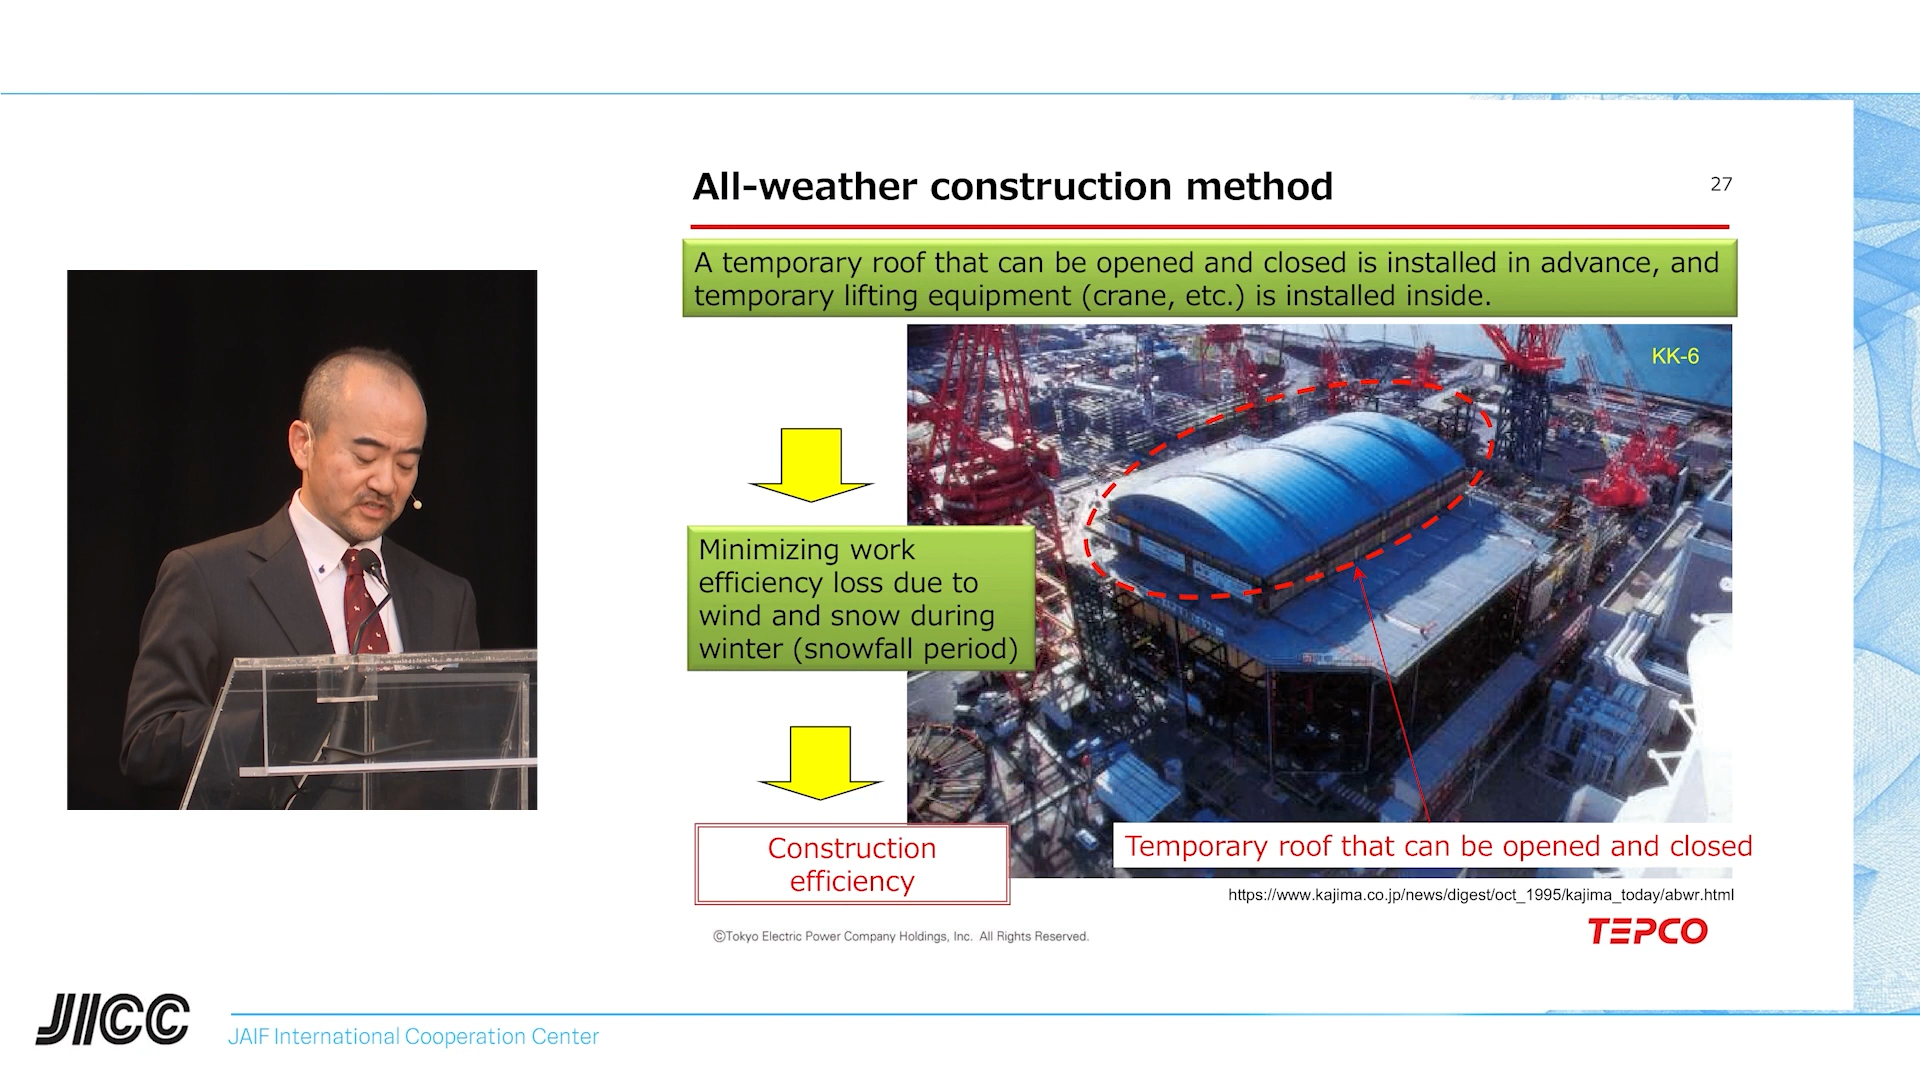 All-weather construction method
27
A temporary roof that can be opened and closed is installed in advance, and
temporary lifting equipment (crane, etc.) is installed inside.
KK-6
Minimizing work
efficiency loss due to
wind and snow during
winter (snowfall period)
Construction
efficiency
Temporary roof that can be opened and closed
https://www.kajima.co.jp/news/digest/oct_1995/kajima_today/abwr.html
©Tokyo Electric Power Company Holdings, Inc. All Rights Reserved.
TEPCO
JICC
JAIF International Cooperation Center